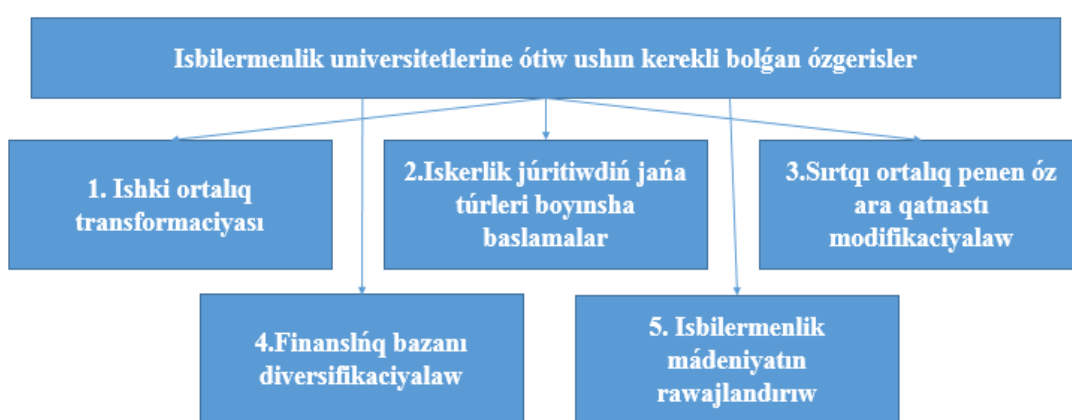 Isbilermenlik universitetlerine ótiw ushın kerekli bolǵan ózgerisler
1. Ishki ortalıq
transformaciyası
2.Iskerlik júritiwdiń jańa
túrleri boyınsha
baslamalar
3.Sırtqı ortalıq penen óz
ara qatnastı
modifikaciyalaw
4.Finanslńq bazanı
diversifikaciyalaw
5. Isbilermenlik
mádeniyatın
rawajlandırıw